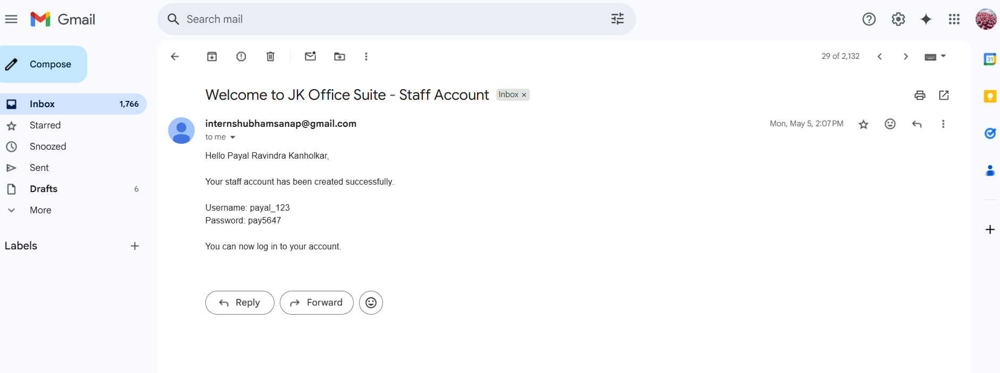 Gmail
Search mail
Compose
29 of 2,132
Inbox 1,766
Starred
Snoozed
Sent
Drafts 6
More
Labels
Welcome to JK Office Suite - Staff Account Inbox ×
internshubhamsanap@gmail.com Mon, May 5, 2:07 PM
to me
Hello Payal Ravindra Kanholkar,
Your staff account has been created successfully.
Username: payal_123
Password: pay5647
You can now log in to your account.
Reply Forward
31